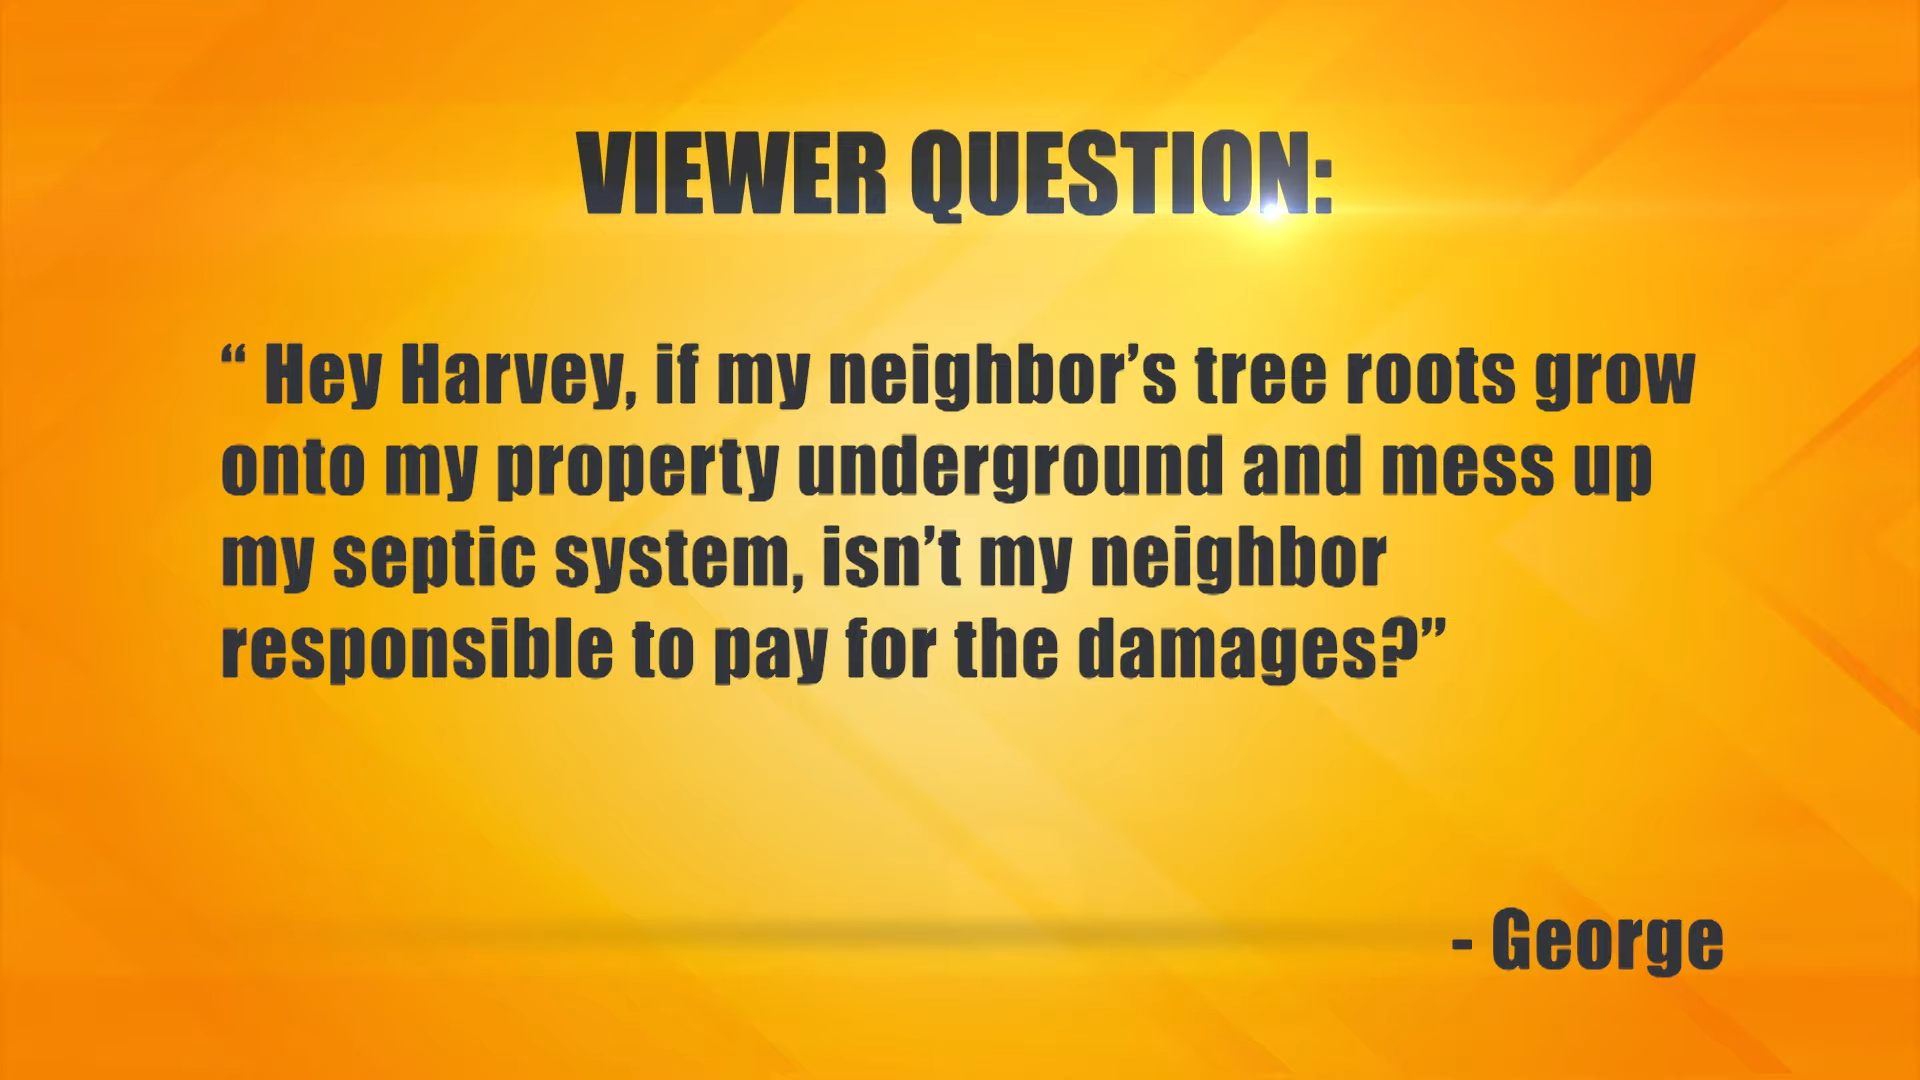 VIEWER QUESTION:
“ Hey Harvey, if my neighbor’s tree roots grow
onto my property underground and mess up
my septic system, isn’t my neighbor
responsible to pay for the damages?”
- George